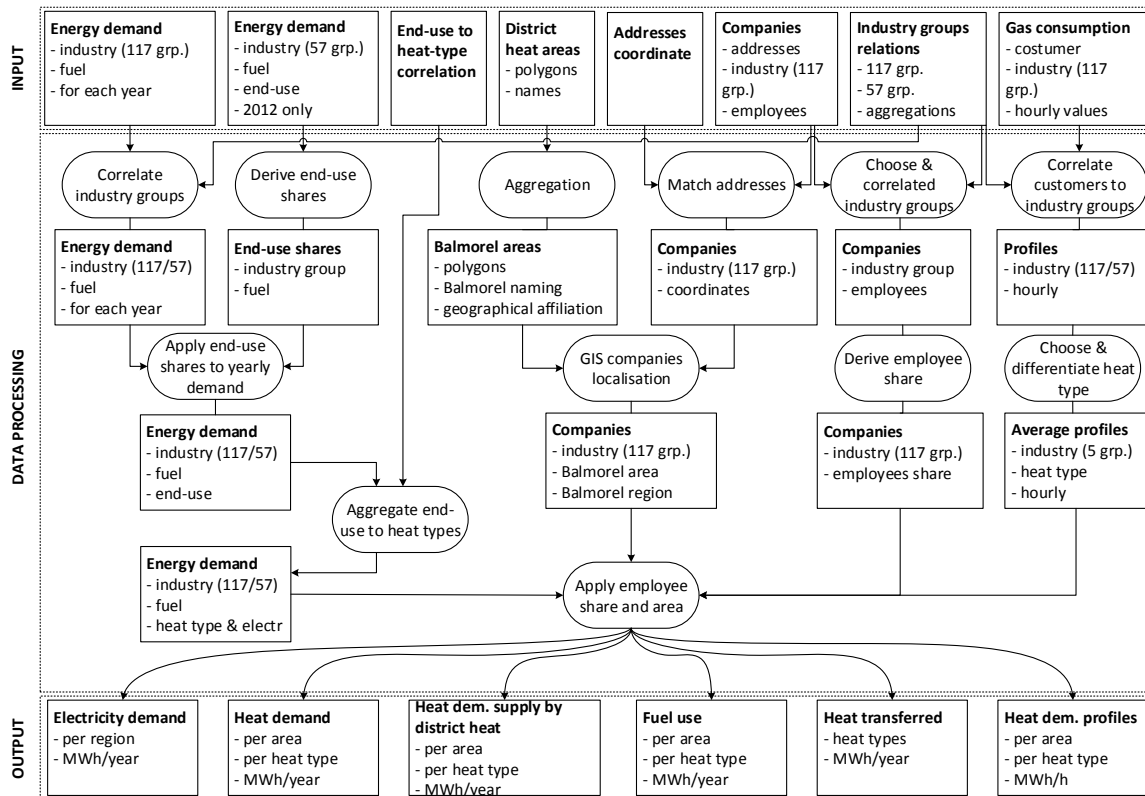 INPUT
Energy demand
- industry (117 grp.)
- fuel
- for each year
Energy demand
- industry (57 grp.)
- fuel
- end-use
- 2012 only
End-use to
heat-type
correlation
District
heat areas
- polygons
- names
Addresses
coordinate
Companies
- addresses
- industry (117
grp.)
- employees
Industry groups
relations
- 117 grp.
- 57 grp.
- aggregations
Gas consumption
- costumer
- industry (117
grp.)
- hourly values
DATA PROCESSING
Correlate
industry groups
Derive end-use
shares
Aggregation
Match addresses
Choose &
correlated
industry groups
Correlate
customers to
industry groups
Energy demand
- industry (117/57)
- fuel
- for each year
End-use shares
- industry group
- fuel
Balmorel areas
- polygons
- Balmorel naming
- geographical affiliation
Companies
- industry (117 grp.)
- coordinates
Companies
- industry group
- employees
Profiles
- industry (117/57)
- hourly
Apply end-use
shares to yearly
demand
GIS companies
localisation
Derive employee
share
Choose &
differentiate heat
type
Energy demand
- industry (117/57)
- fuel
- end-use
Companies
- industry (117 grp.)
- Balmorel area
- Balmorel region
Companies
- industry (117 grp.)
- employees share
Average profiles
- industry (5 grp.)
- heat type
- hourly
Aggregate end-
use to heat types
Energy demand
- industry (117/57)
- fuel
- heat type & electr
Apply employee
share and area
OUTPUT
Electricity demand
- per region
- MWh/year
Heat demand
- per area
- per heat type
- MWh/year
Heat dem. supply by
district heat
- per area
- per heat type
- MWh/year
Fuel use
- per area
- per heat type
- MWh/year
Heat transferred
- heat types
- MWh/year
Heat dem. profiles
- per area
- per heat type
- MWh/h